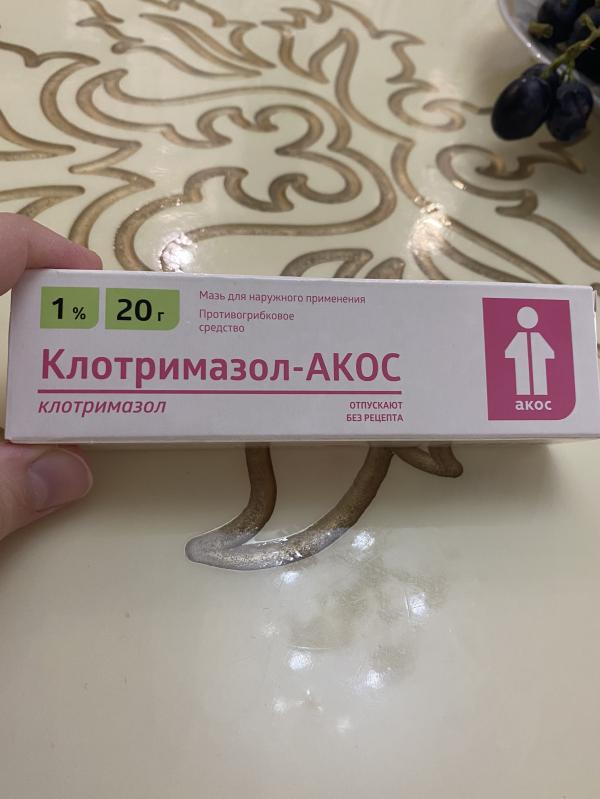 1 % 20 г
Мазь для наружного применения
Противогрибковое
средство
Клотримазол-АКОС
клотримазол
ОТПУСКАЮТ
БЕЗ РЕЦЕПТА
акос